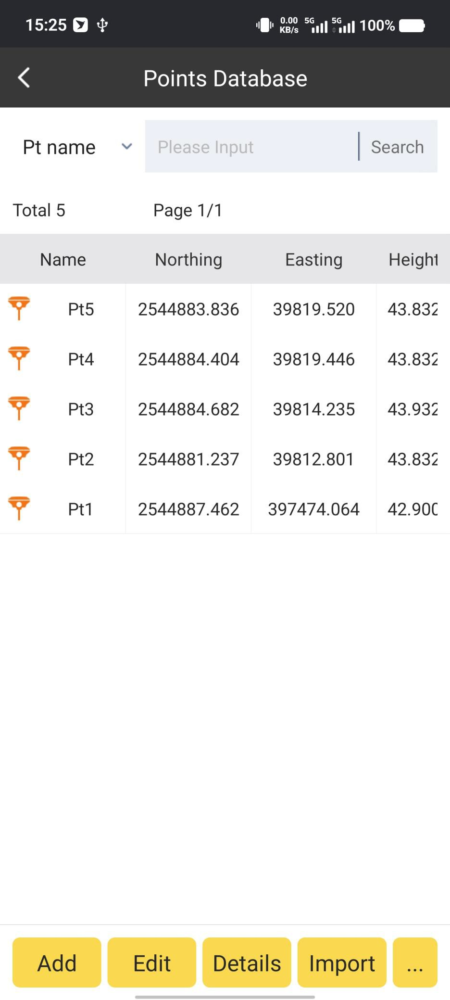 15:25 0.00 KB/s 5G 5G 100%
Points Database
Pt name Please Input Search
Total 5 Page 1/1
Name Northing Easting Height
Pt5 2544883.836 39819.520 43.832
Pt4 2544884.404 39819.446 43.832
Pt3 2544884.682 39814.235 43.932
Pt2 2544881.237 39812.801 43.832
Pt1 2544887.462 397474.064 42.900
Add Edit Details Import ...